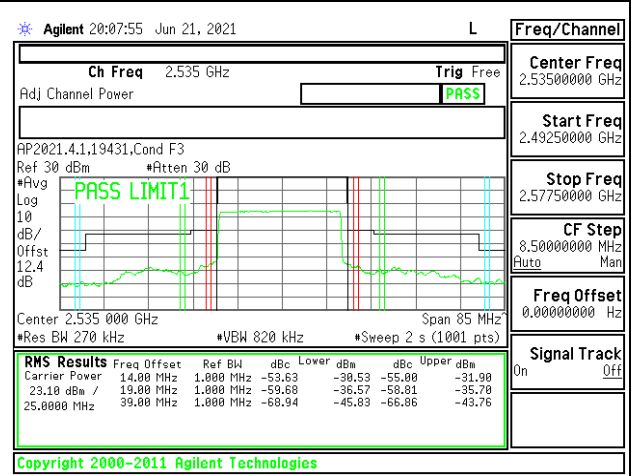 Agilent 20:07:55 Jun 21, 2021 L
Ch Freq 2.535 GHz Trig Free
Adj Channel Power PASS
AP2021.4.1,19431,Cond F3
Ref 30 dBm #Atten 30 dB
#Avg
Log
10
dB/
Offst
12.4
dB
PASS LIMIT1
Center 2.535 000 GHz Span 85 MHz^
#Res BW 270 kHz #VBW 820 kHz #Sweep 2 s (1001 pts)
RMS Results Freq Offset Ref BW dBc Lower dBm dBc Upper dBm
Carrier Power 14.00 MHz 1.000 MHz -53.63 -30.53 -55.00 -31.90
23.10 dBm / 19.00 MHz 1.000 MHz -59.68 -36.57 -58.81 -35.70
25.0000 MHz 39.00 MHz 1.000 MHz -68.94 -45.83 -66.86 -43.76
Copyright 2000-2011 Agilent Technologies
Freq/Channel
Center Freq
2.53500000 GHz
Start Freq
2.49250000 GHz
Stop Freq
2.57750000 GHz
CF Step
8.50000000 MHz
Auto Man
Freq Offset
0.00000000 Hz
Signal Track
On Off